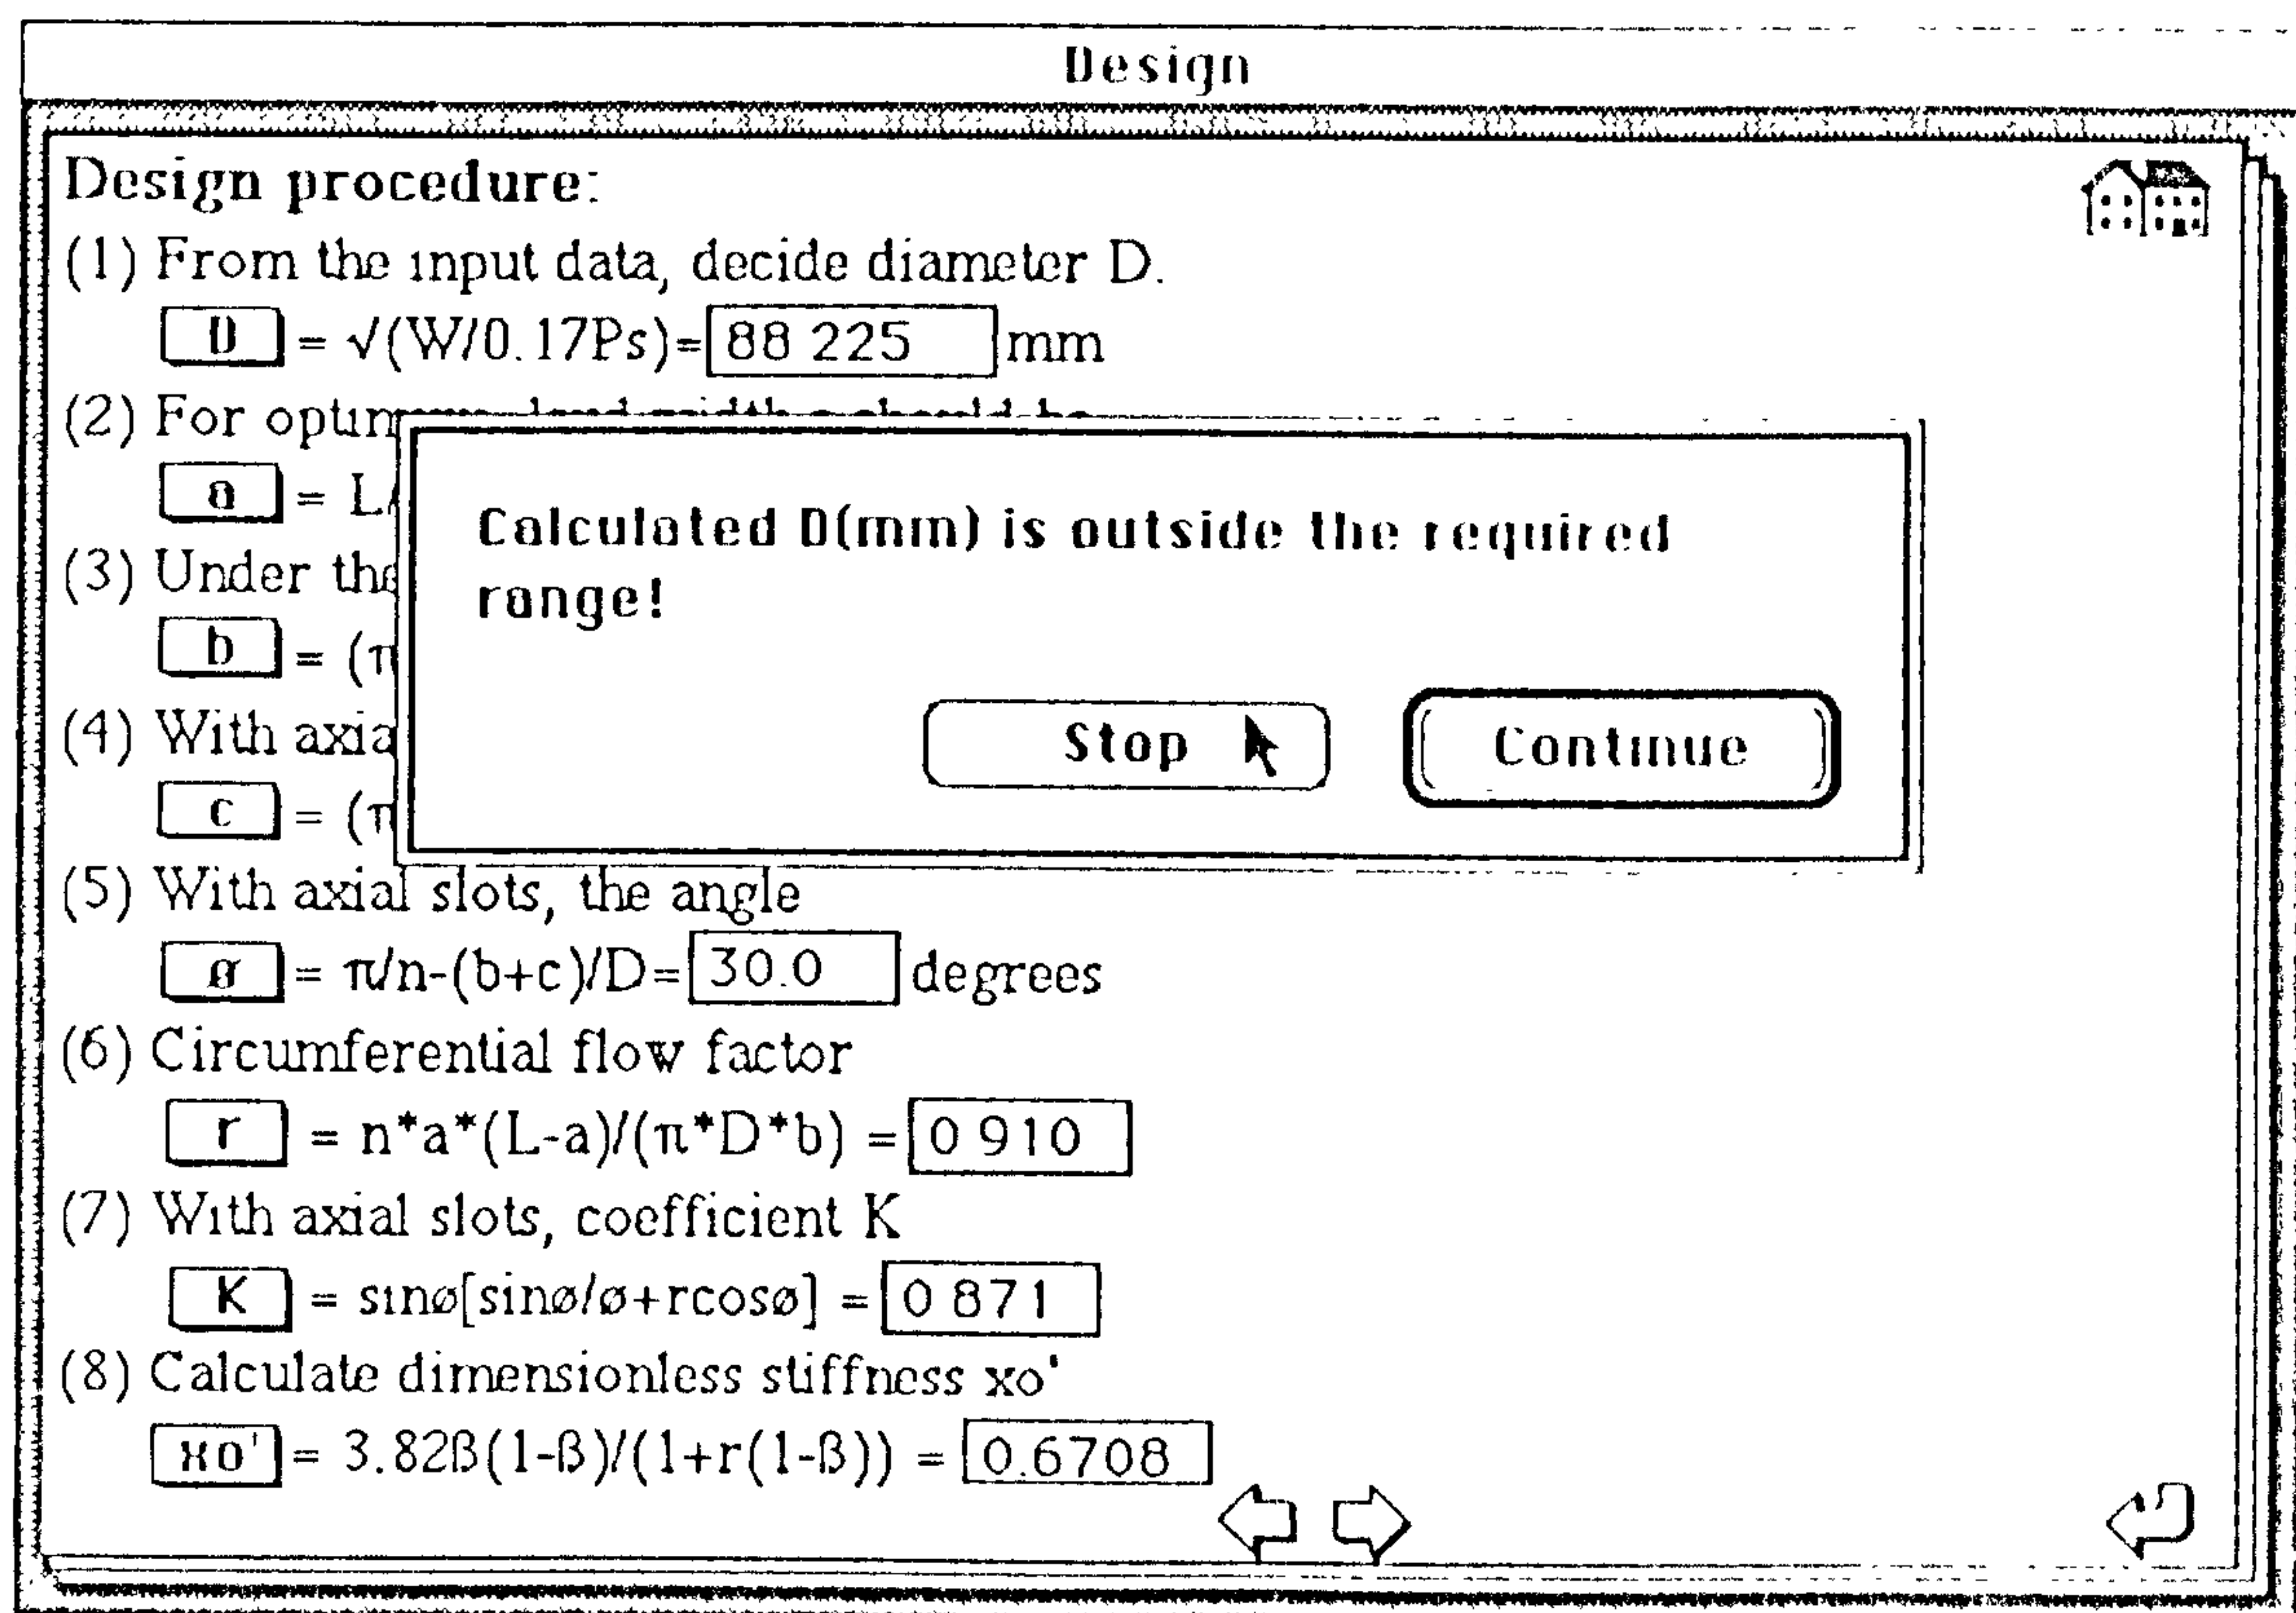 Design
Design procedure:
(1) From the input data, decide diameter D.
D = √(W/0.17Ps)= 88 225 mm
(2) For
a = L
(3) Under the
b = (π
(4) With
c = (π
Calculated D(mm) is outside the required
range!
Stop Continue
(5) With axial slots, the angle
ø = π/n-(b+c)/D= 30.0 degrees
(6) Circumferential flow factor
r = n*a*(L-a)/(π*D*b) = 0 910
(7) With axial slots, coefficient K
K = sinø[sinø/ø+rcosø] = 0 871
(8) Calculate dimensionless stiffness xo'
xo' = 3.82ß(1-ß)/(1+r(1-ß)) = 0.6708